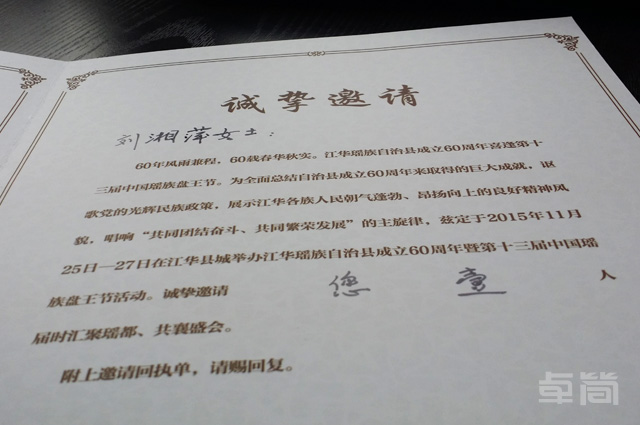 诚挚邀请
刘湘萍女士:
60年风雨兼程，60载春华秋实。江华瑶族自治县成立60周年喜逢第十
三届中国瑶族盘王节。为全面总结自治县成立60周年来取得的巨大成就，讴
歌党的光辉民族政策，展示江华各族人民朝气蓬勃、昂扬向上的良好精神风
貌，唱响“共同团结奋斗、共同繁荣发展”的主旋律，兹定于2015年11月
25日—27日在江华县城举办江华瑶族自治县成立60周年暨第十三届中国瑶
族盘王节活动。诚挚邀请 您 壹 人
届时汇聚瑶都、共襄盛会。
附上邀请回执单，请赐回复。
卓简